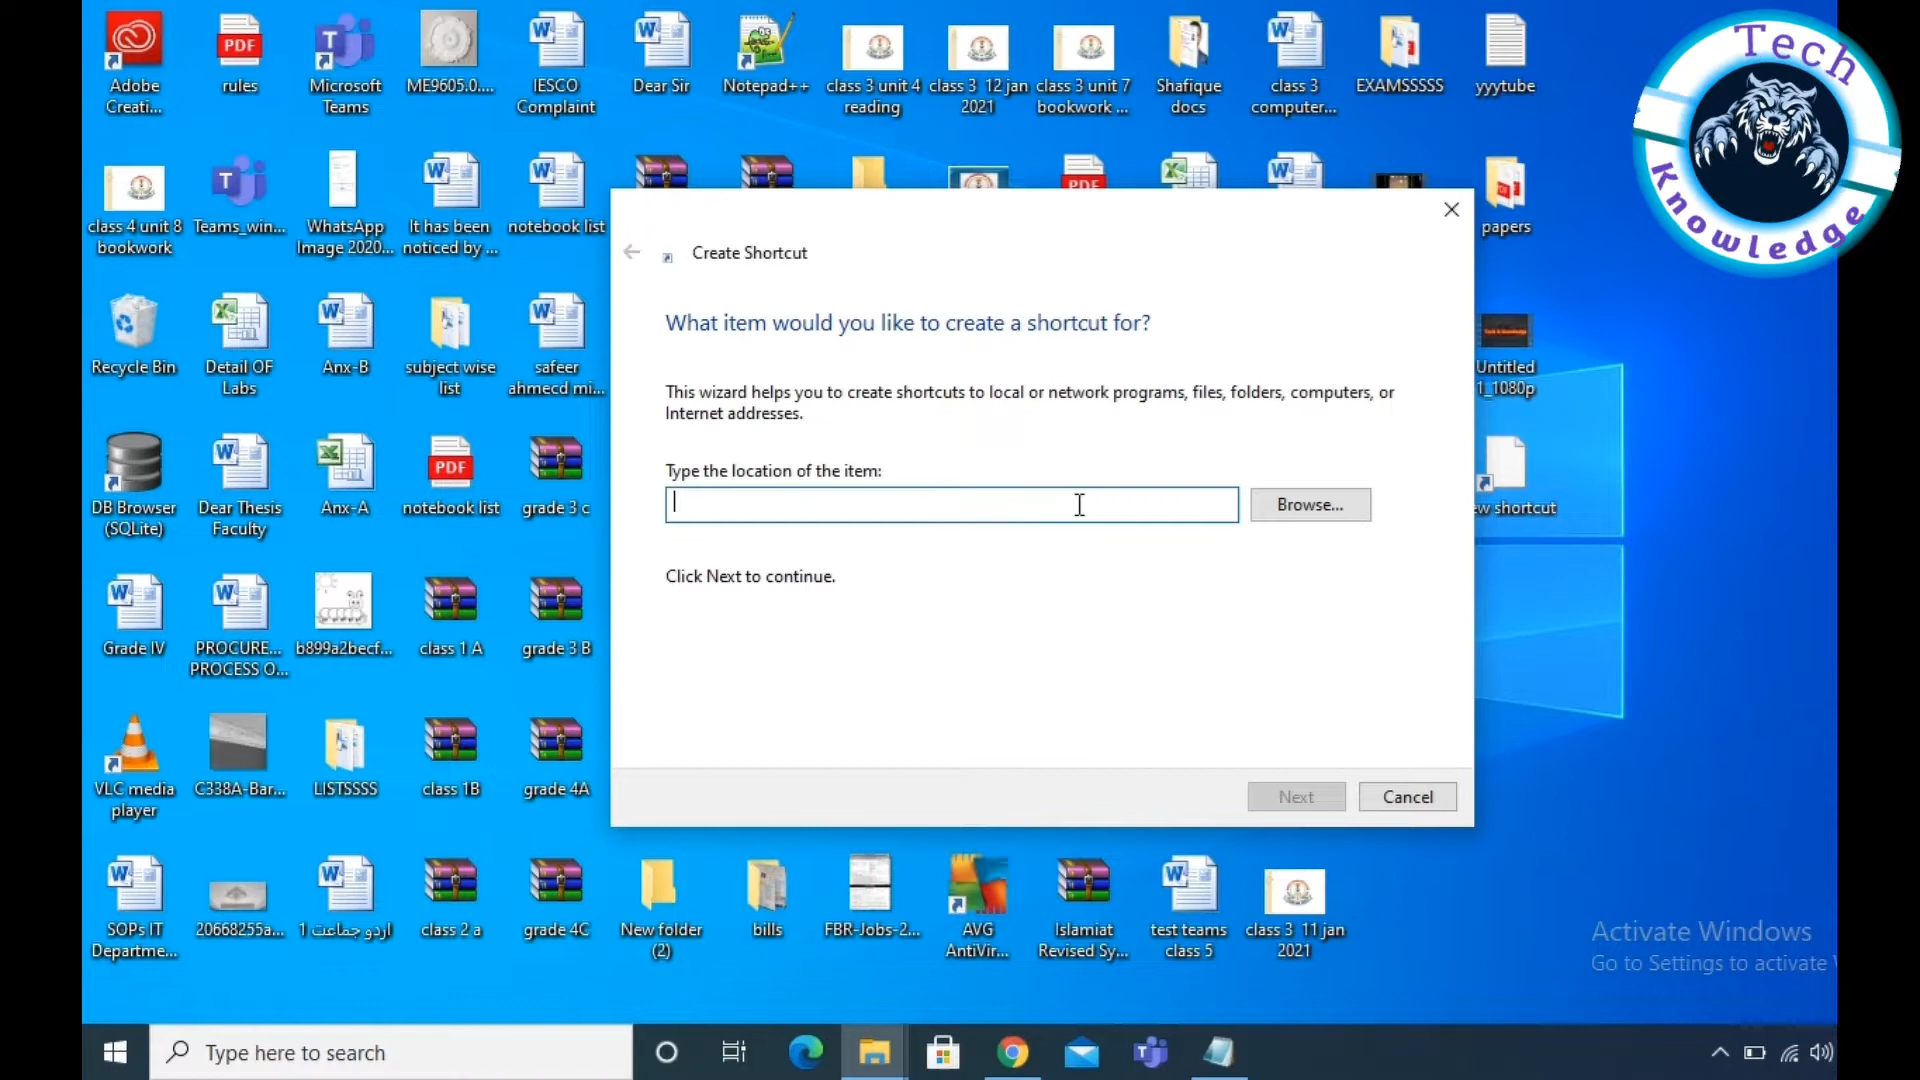 Adobe
Creati...
rules
Microsoft
Teams
ME9605.0....
IESCO
Complaint
Dear Sir
Notepad++
class 3 unit 4
reading
class 3 12 jan
2021
class 3 unit 7
bookwork ...
Shafique
docs
class 3
computer...
EXAMSSSSS
yyytube
Tech
Knowledge
class 4 unit 8
bookwork
Teams_win...
WhatsApp
Image 2020...
It has been
noticed by ...
notebook list
papers
Create Shortcut
What item would you like to create a shortcut for?
This wizard helps you to create shortcuts to local or network programs, files, folders, computers, or
Internet addresses.
Type the location of the item:
Browse...
Click Next to continue.
Next
Cancel
Recycle Bin
Detail OF
Labs
Anx-B
subject wise
list
safeer
ahmecd mi...
Untitled
1_1080p
DB Browser
(SQLite)
Dear Thesis
Faculty
Anx-A
notebook list
grade 3 c
ew shortcut
Grade IV
PROCURE...
PROCESS O...
b899a2becf...
class 1 A
grade 3 B
VLC media
player
C338A-Bar...
LISTSSSS
class 1B
grade 4A
SOPs IT
Departme...
20668255a...
اردو جماعت 1
class 2 a
grade 4C
New folder
(2)
bills
FBR-Jobs-2...
AVG
AntiVir...
Islamiat
Revised Sy...
test teams
class 5
class 3 11 jan
2021
Activate Windows
Go to Settings to activate
Type here to search